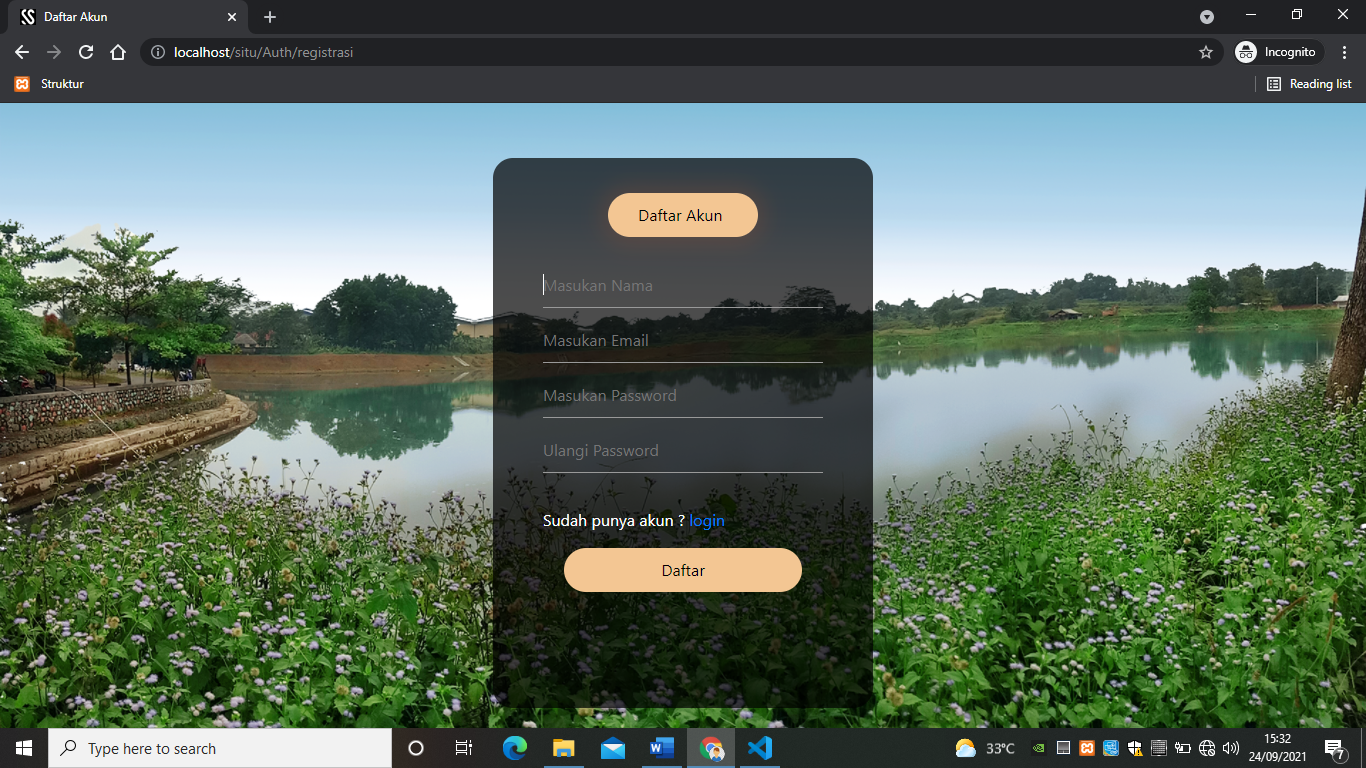 Daftar Akun
localhost/situ/Auth/registrasi
Incognito
Struktur
Reading list
Daftar Akun
Masukan Nama
Masukan Email
Masukan Password
Ulangi Password
Sudah punya akun ? login
Daftar
Type here to search
33°C
15:32
24/09/2021
7